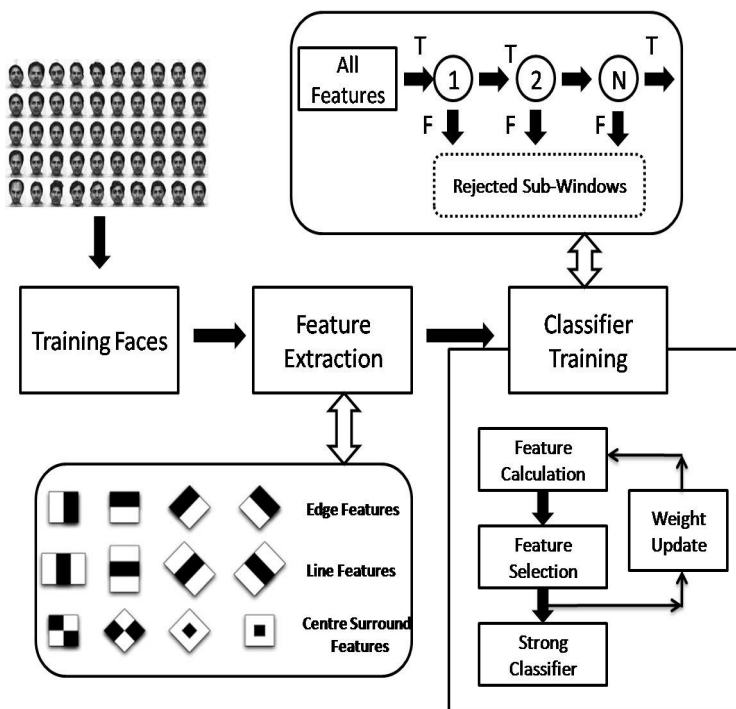 T
T
T
All
Features
1
2
N
F
F
F
Rejected Sub-Windows
Training Faces
Feature
Extraction
Classifier
Training
Edge Features
Line Features
Centre Surround
Features
Feature
Calculation
Weight
Update
Feature
Selection
Strong
Classifier